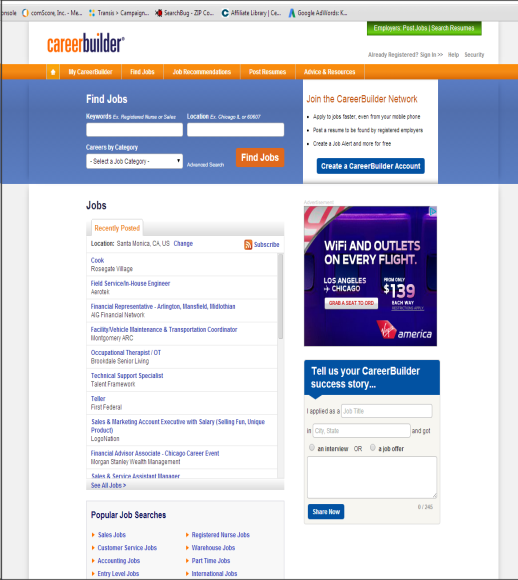 onsole
comScore, Inc. - Me...
Transis > Campaign...
SearchBug - ZIP Co...
Affiliate Library | Ca...
Google AdWords: K...
Employers: Post Jobs | Search Resumes
careerbuilder®
Already Registered? Sign In >> Help Security
My CareerBuilder Find Jobs Job Recommendations Post Resumes Advice & Resources
Find Jobs
Keywords Ex. Registered Nurse or Sales
Location Ex. Chicago IL or 60607
Careers by Category
- Select a Job Category -
Advanced Search
Find Jobs
Join the CareerBuilder Network
Apply to jobs faster, even from your mobile phone
Post a resume to be found by registered employers
Create a Job Alert and more for free
Create a CareerBuilder Account
Jobs
Recently Posted
Location: Santa Monica, CA, US Change
Subscribe
Cook
Rosegate Village
Field Service/In-House Engineer
Aerotek
Financial Representative - Arlington, Mansfield, Midlothian
AIG Financial Network
Facility/Vehicle Maintenance & Transportation Coordinator
Montgomery ARC
Occupational Therapist / OT
Brookdale Senior Living
Technical Support Specialist
Talent Framework
Teller
First Federal
Sales & Marketing Account Executive with Salary (Selling Fun, Unique
Product)
LogoNation
Financial Advisor Associate - Chicago Career Event
Morgan Stanley Wealth Management
Sales & Service Assistant Manager
See All Jobs >
Advertisement
WiFi AND OUTLETS
ON EVERY FLIGHT.
LOS ANGELES
→ CHICAGO
GRAB A SEAT TO ORD
FROM ONLY
$139
EACH WAY
RESTRICTIONS APPLY
Virgin america
Tell us your CareerBuilder
success story...
I applied as a Job Title
in City, State and got
an interview OR a job offer
Share Now
0 / 345
Popular Job Searches
Sales Jobs
Registered Nurse Jobs
Customer Service Jobs
Warehouse Jobs
Accounting Jobs
Part Time Jobs
Entry Level Jobs
International Jobs